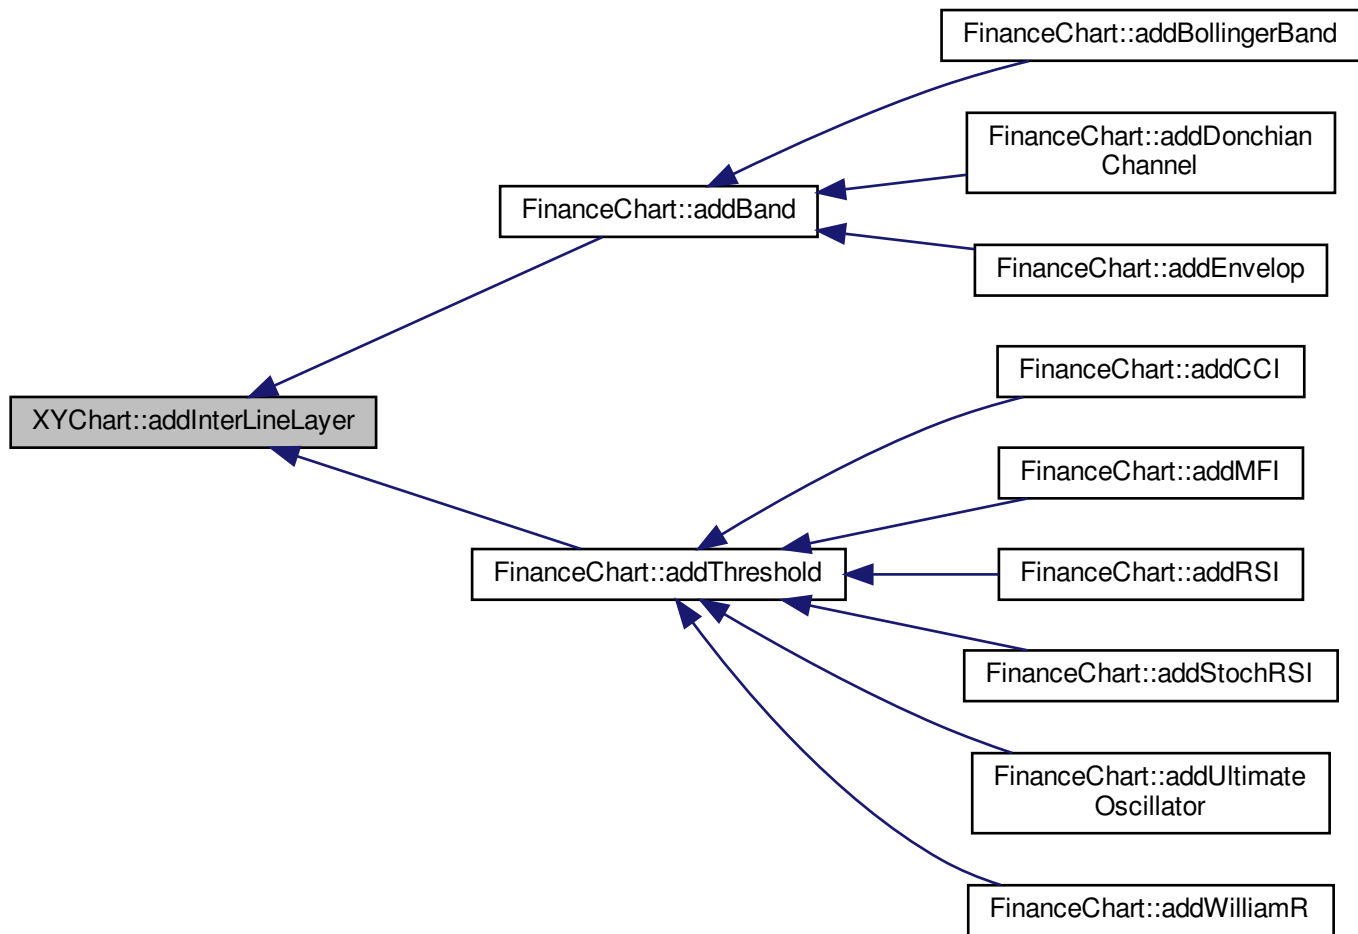 FinanceChart::addBollingerBand
FinanceChart::addDonchian
Channel
FinanceChart::addBand
FinanceChart::addEnvelop
FinanceChart::addCCI
XYChart::addInterLineLayer
FinanceChart::addMFI
FinanceChart::addThreshold
FinanceChart::addRSI
FinanceChart::addStochRSI
FinanceChart::addUltimate
Oscillator
FinanceChart::addWilliamR